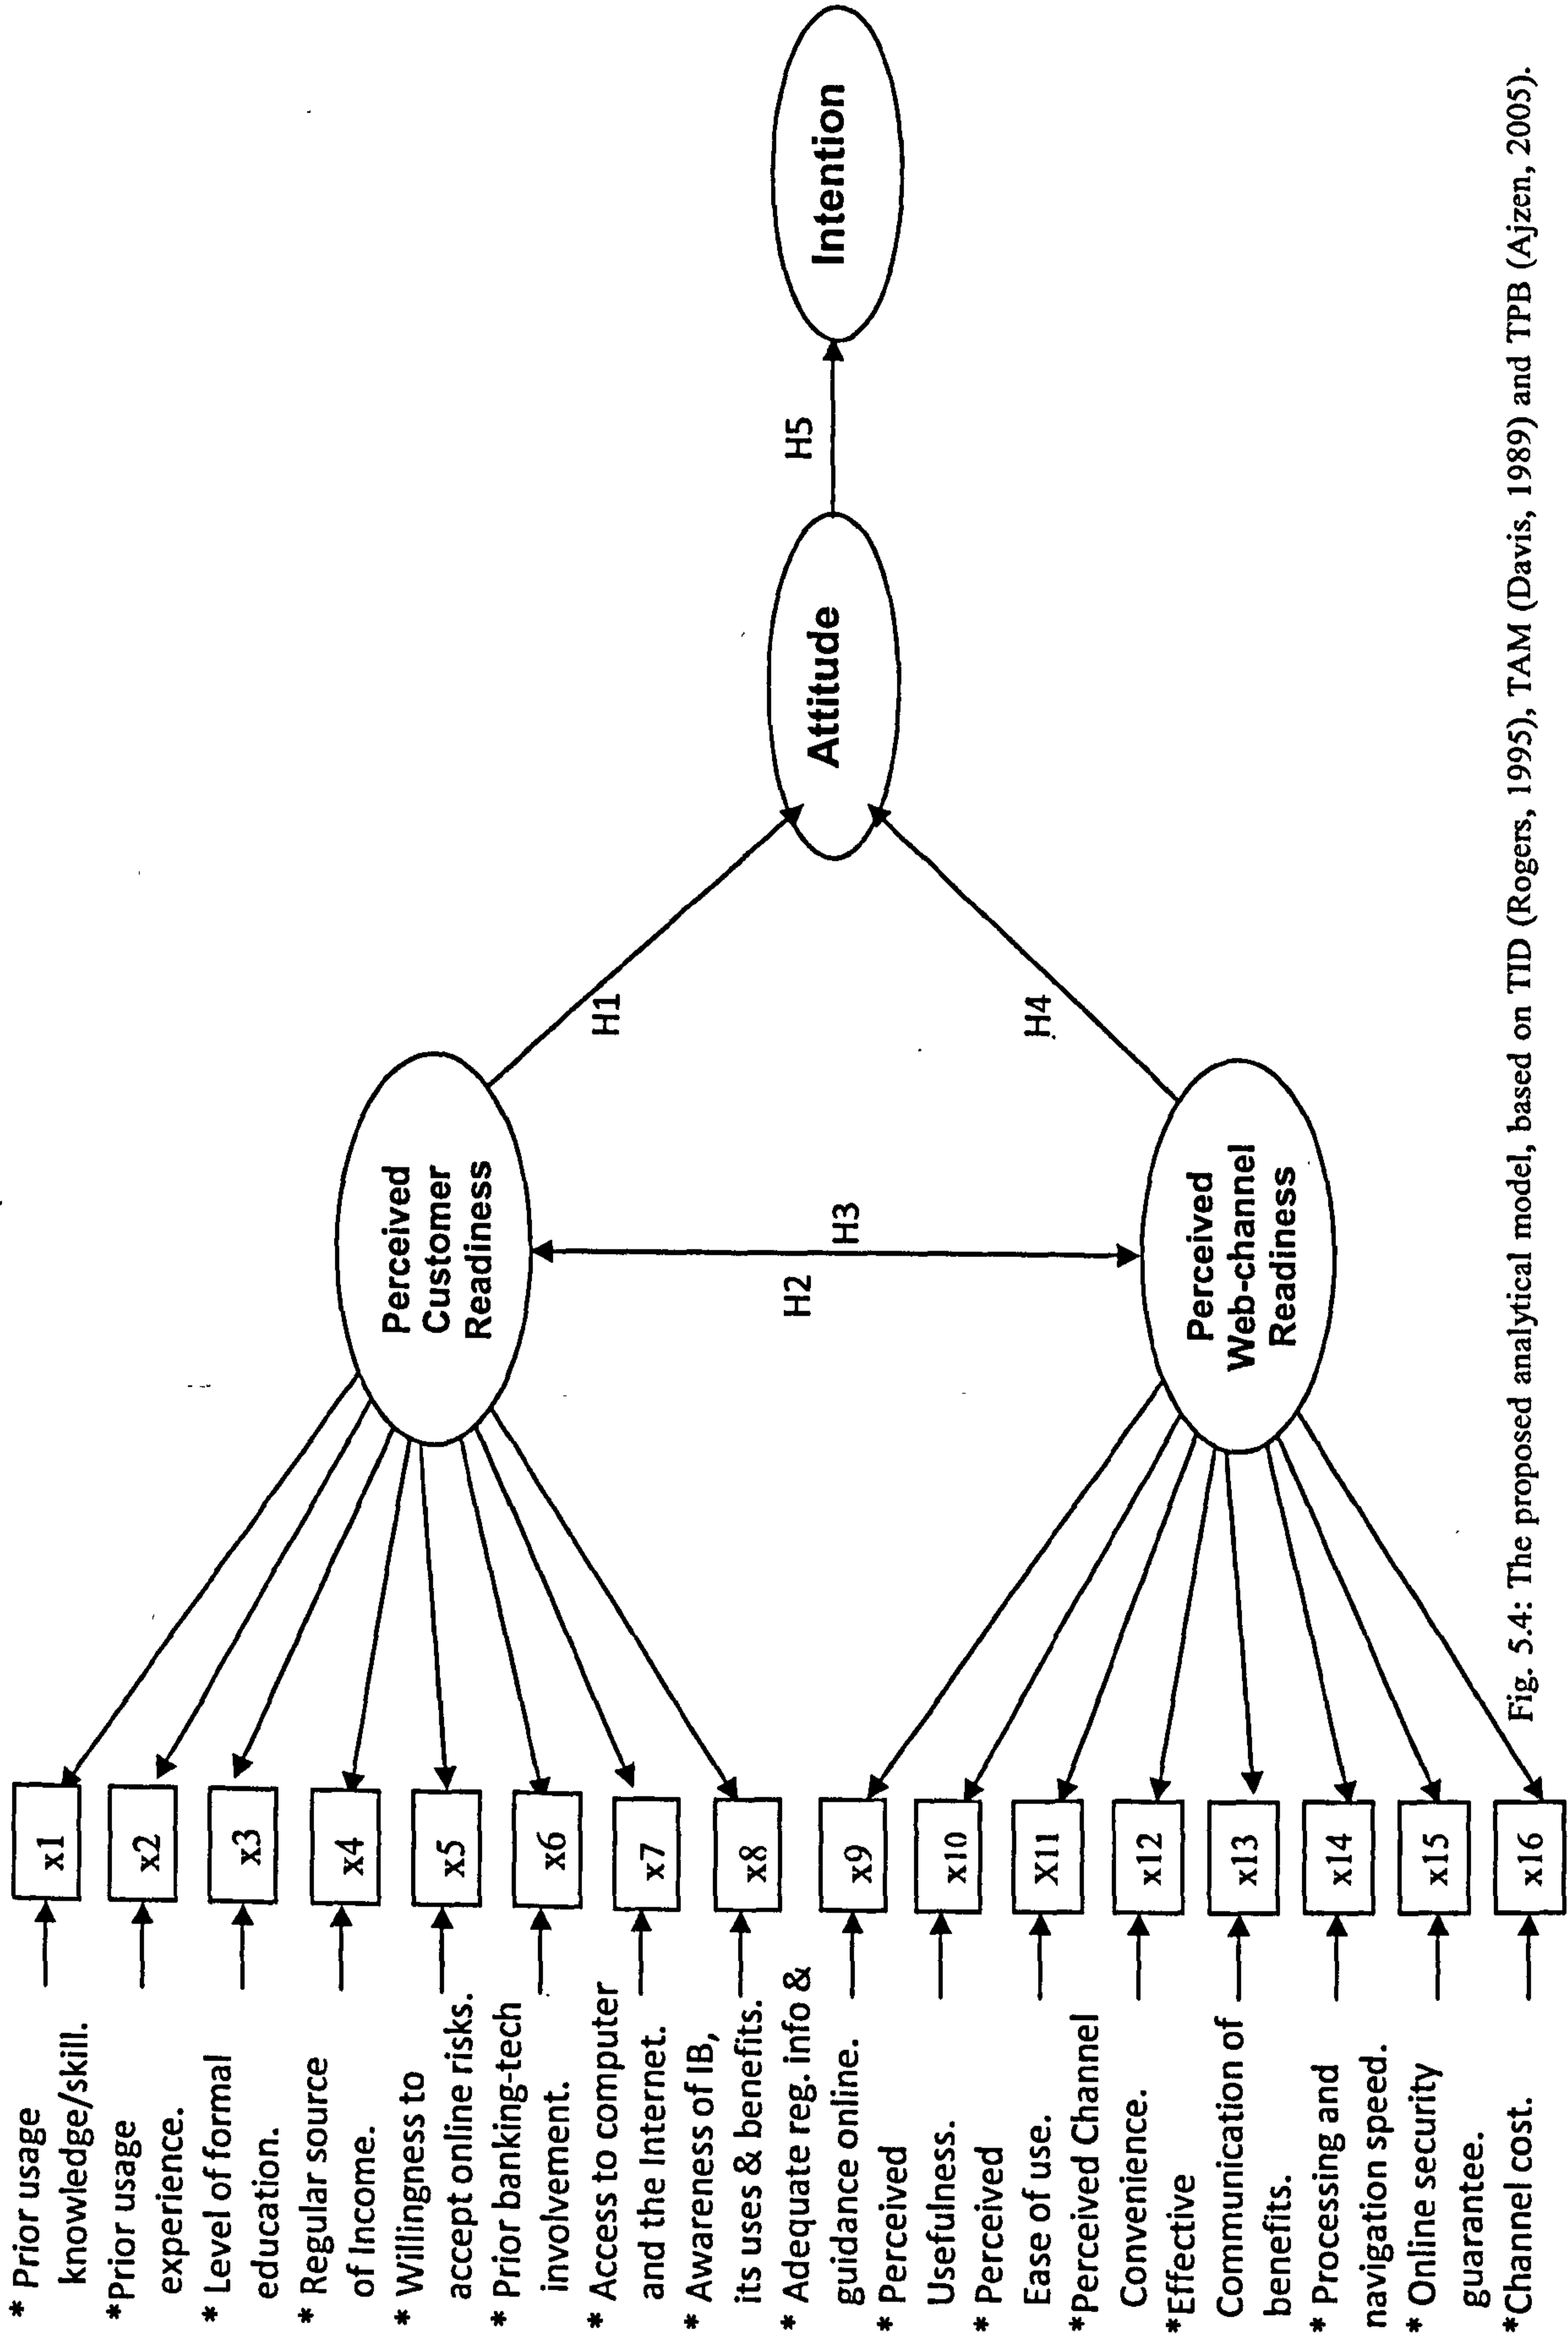 * Prior usage
knowledge/skill.
*Prior usage
experience.
* Level of formal
education.
* Regular source
of Income.
* Willingness to
accept online risks.
* Prior banking-tech
involvement.
* Access to computer
and the Internet.
* Awareness of IB,
its uses & benefits.
* Adequate reg. info &
guidance online.
* Perceived
Usefulness.
* Perceived
Ease of use.
*Perceived Channel
Convenience.
*Effective
Communication of
benefits.
* Processing and
navigation speed.
* Online security
guarantee.
*Channel cost.
x1
x2
x3
x4
x5
x6
x7
x8
x9
x10
X11
x12
x13
x14
x15
x16
Perceived
Customer
Readiness
H2
H3
Perceived
Web-channel
Readiness
H1
H4
Attitude
H5
Intention
Fig. 5.4: The proposed analytical model, based on TID (Rogers, 1995), TAM (Davis, 1989) and TPB (Ajzen, 2005).